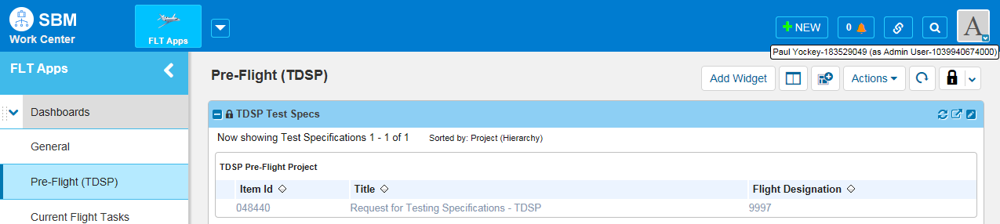 SBM
Work Center
FLT Apps
NEW
0
A
Paul Yockey-183529049 (as Admin User-1039940674000)
FLT Apps
Pre-Flight (TDSP)
Add Widget
Actions
Dashboards
TDSP Test Specs
Now showing Test Specifications 1 - 1 of 1 Sorted by: Project (Hierarchy)
General
TDSP Pre-Flight Project
Pre-Flight (TDSP)
Item Id Title Flight Designation
048440 Request for Testing Specifications - TDSP 9997
Current Flight Tasks